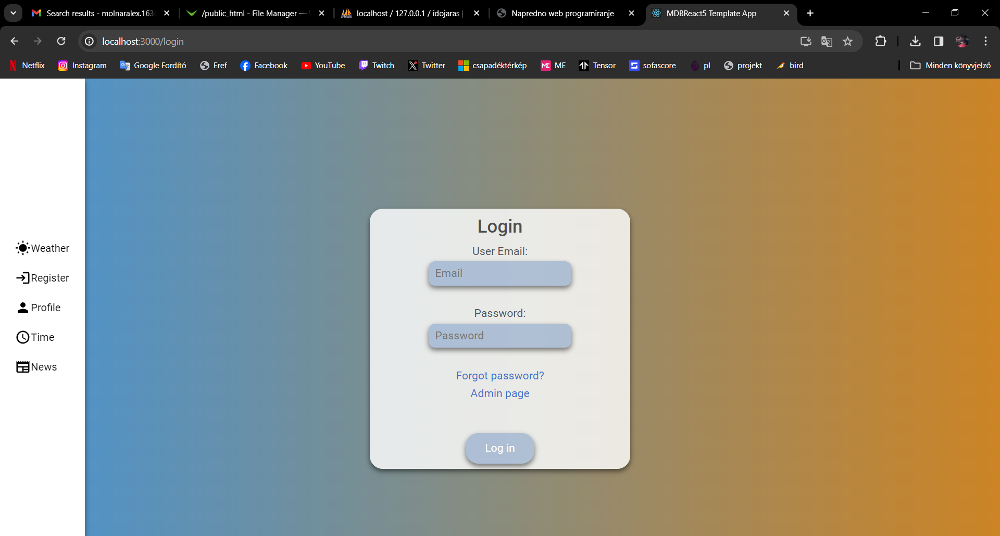 Search results - molnaralex.163
/public_html - File Manager —
localhost / 127.0.0.1 / idojaras |
Napredno web programiranje
MDBReact5 Template App
localhost:3000/login
Netflix
Instagram
Google Fordító
Eref
Facebook
YouTube
Twitch
Twitter
csapadéktérkép
ME
Tensor
sofascore
pl
projekt
bird
Minden könyvjelző
Weather
Register
Profile
Time
News
Login
User Email:
Email
Password:
Password
Forgot password?
Admin page
Log in